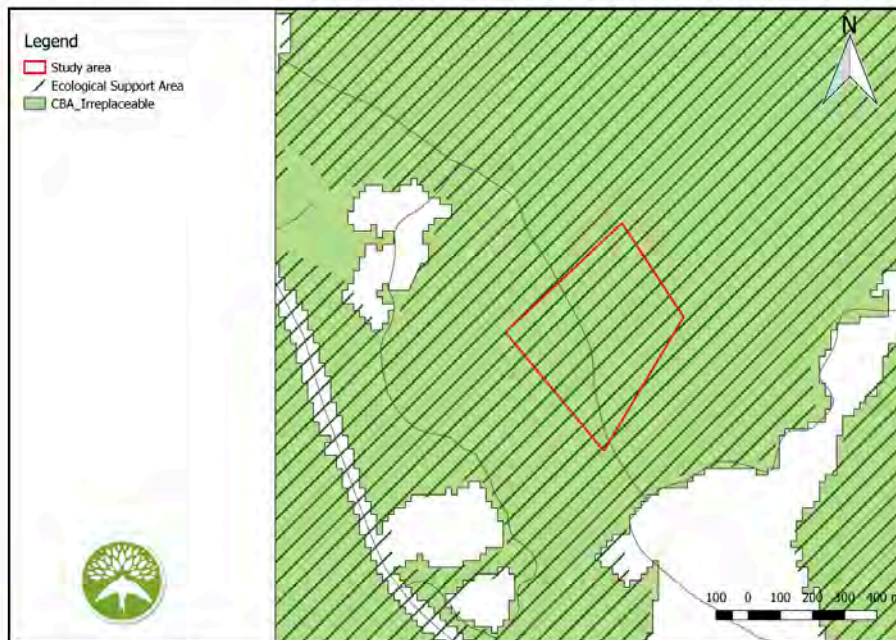 Legend
Study area
Ecological Support Area
CBA_Irreplaceable
N
100 0 100 200 300 400 m